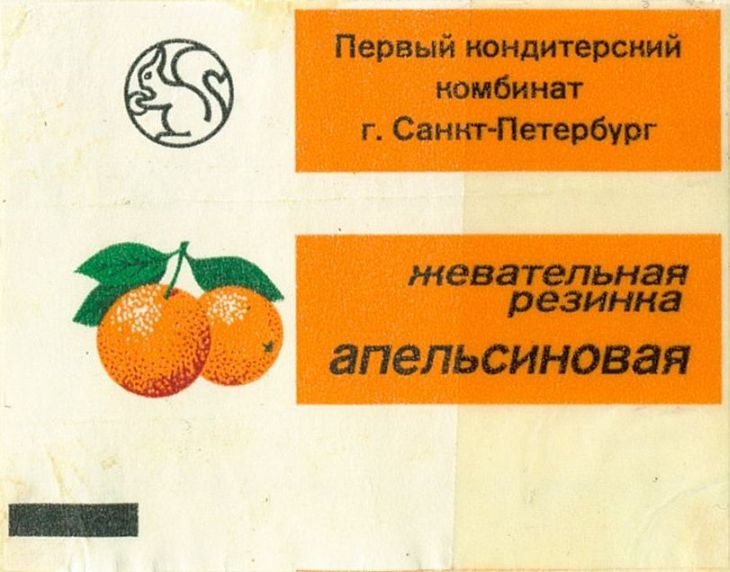 Первый кондитерский
комбинат
г. Санкт-Петербург
жевательная
резинка
апельсиновая